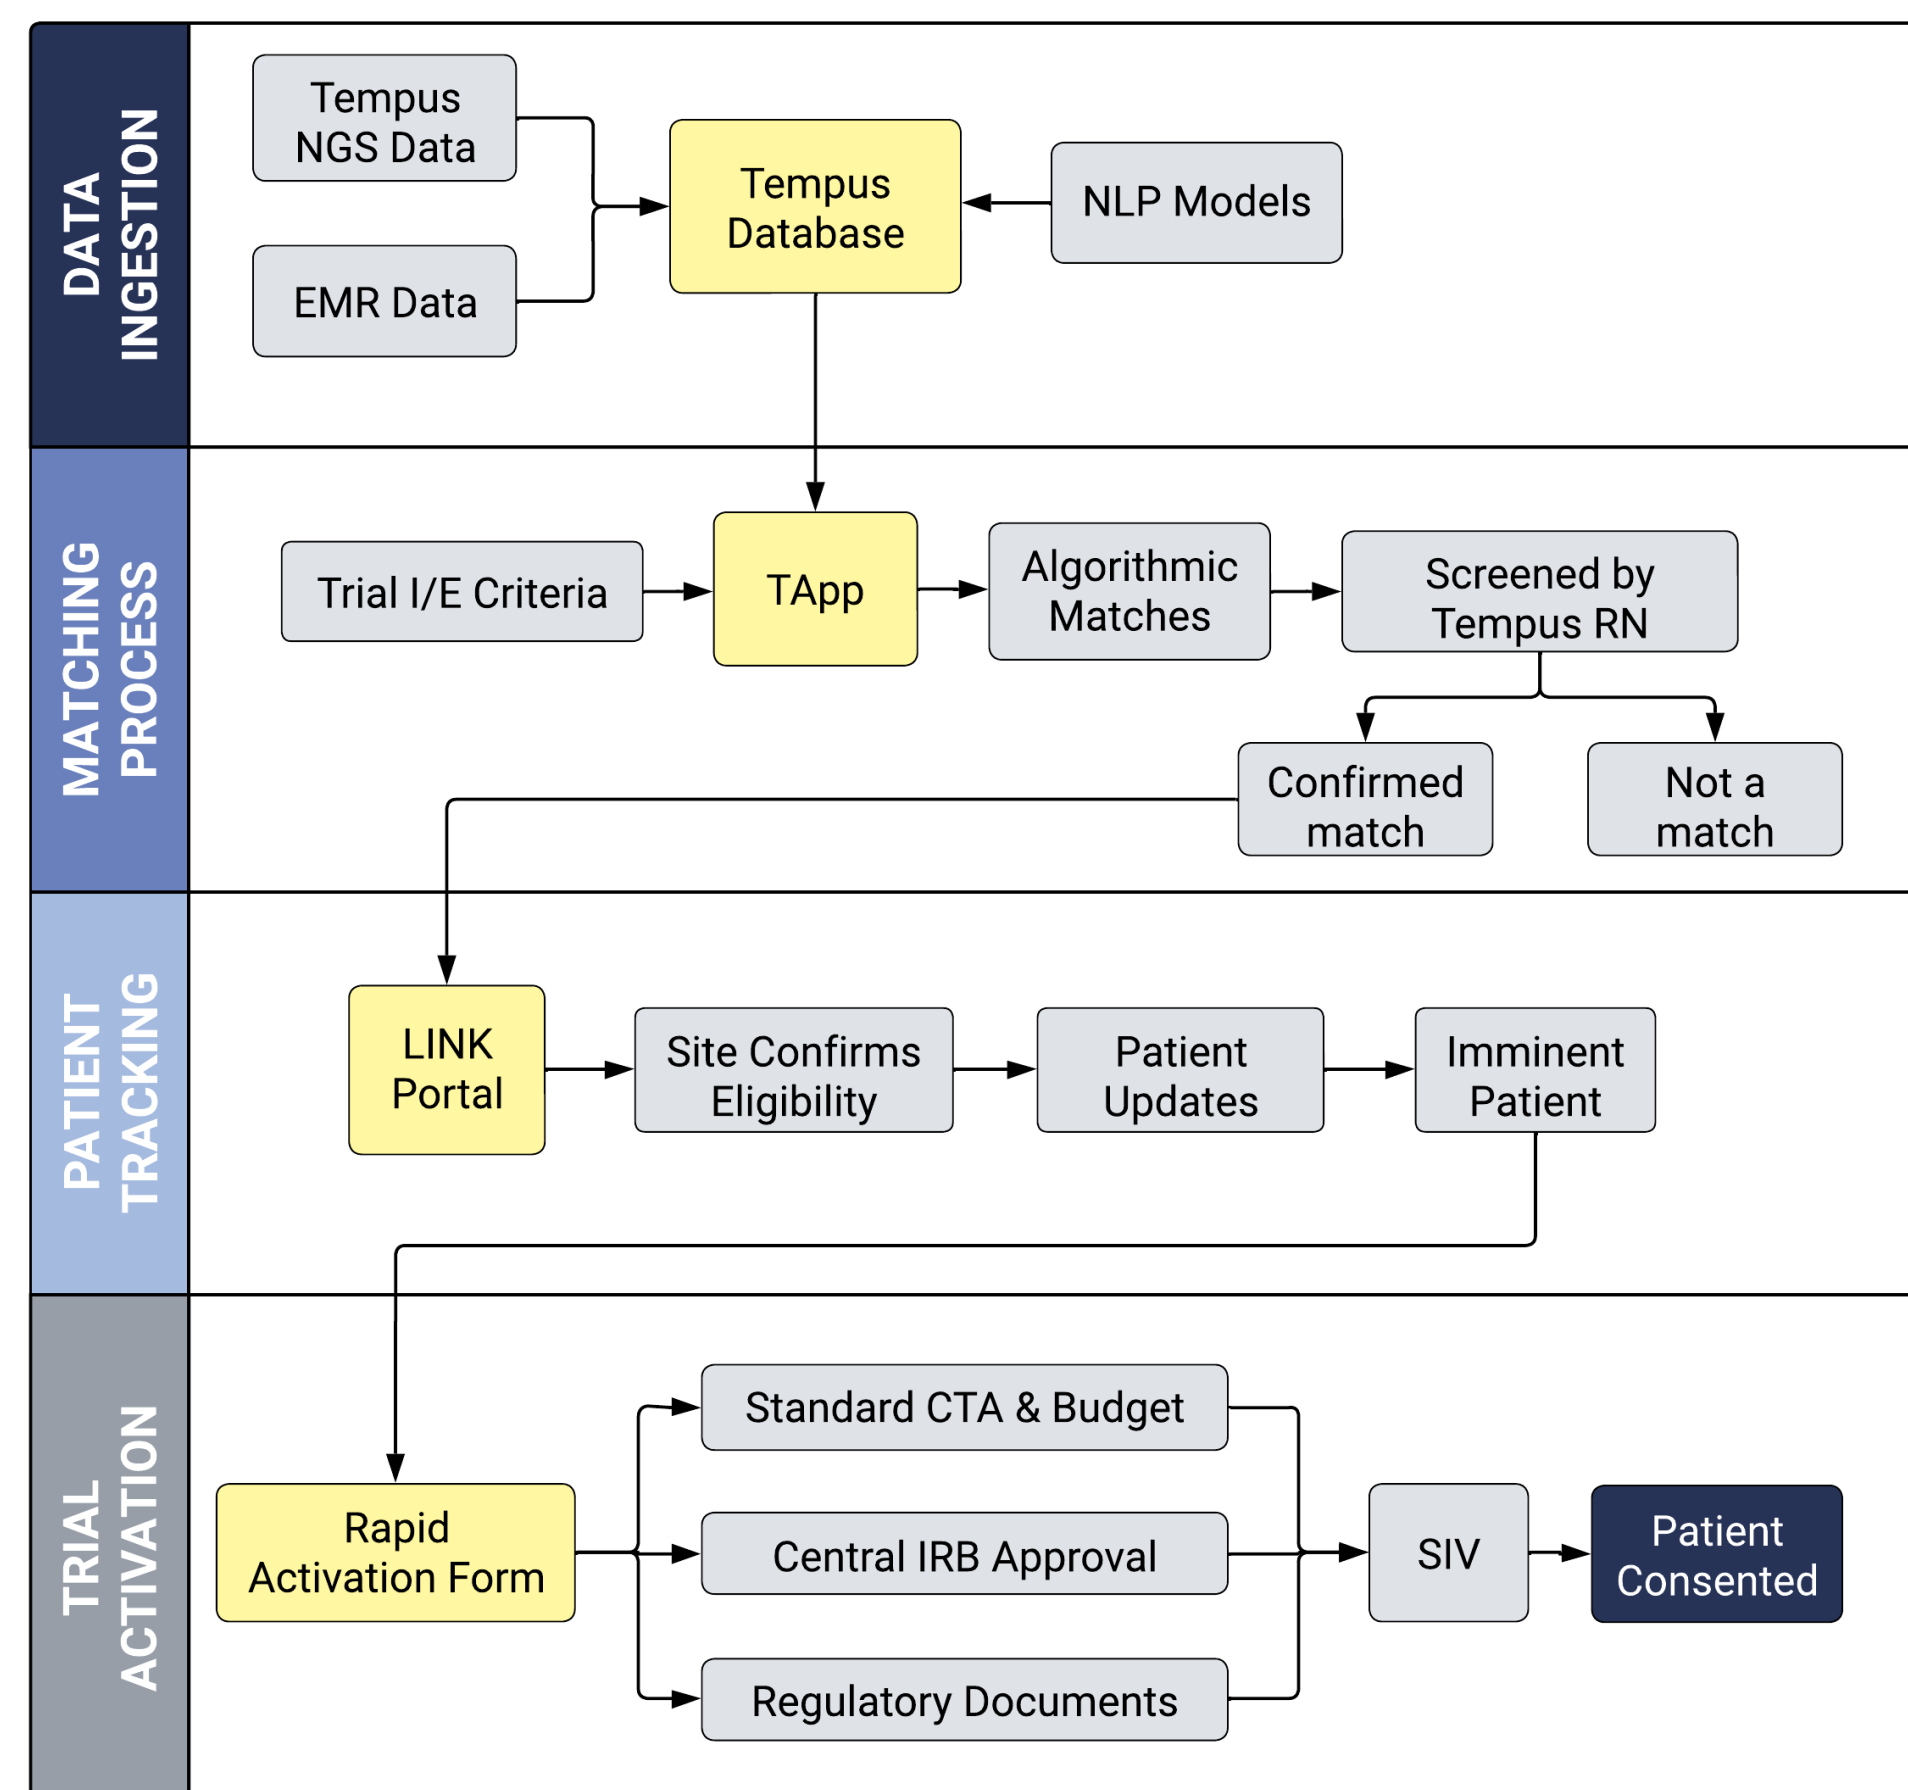 DATA
INGESTION
Tempus
NGS Data
EMR Data
Tempus
Database
NLP Models
MATCHING
PROCESS
Trial I/E Criteria
TApp
Algorithmic
Matches
Screened by
Tempus RN
Confirmed
match
Not a
match
PATIENT
TRACKING
LINK
Portal
Site Confirms
Eligibility
Patient
Updates
Imminent
Patient
TRIAL
ACTIVATION
Rapid
Activation Form
Standard CTA & Budget
Central IRB Approval
Regulatory Documents
SIV
Patient
Consented